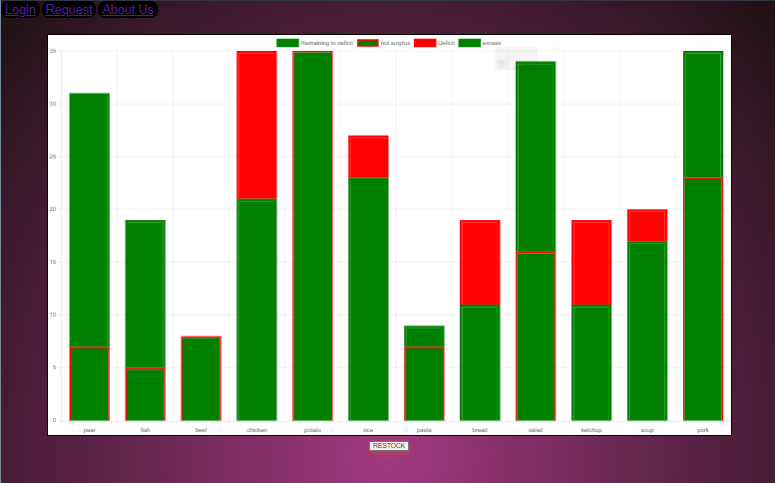 Login Request About Us
Remaining in deficit not surplus Deficit excess
35
30
25
20
15
10
5
0
pear fish beef chicken potato rice pasta bread salad ketchup soup pork
RESTOCK